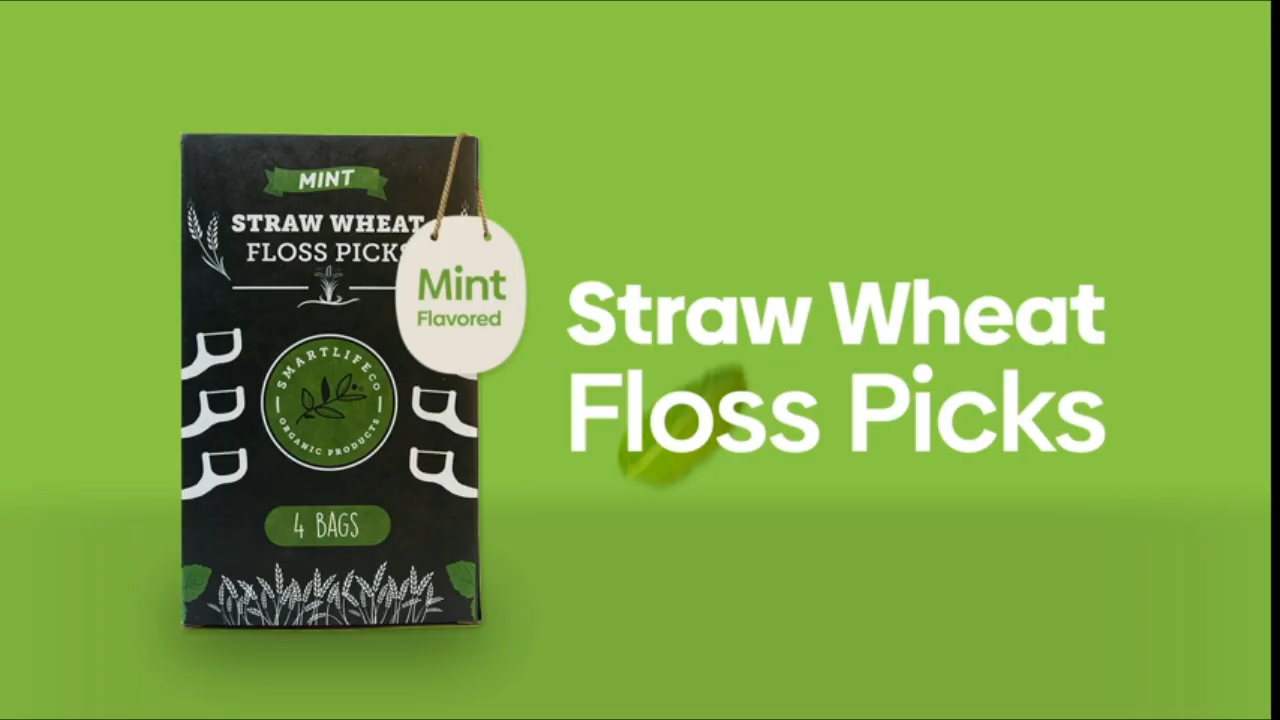 MINT
STRAW WHEAT
FLOSS PICKS
Mint
Flavored
SMARTLIFECO
ORGANIC PRODUCTS
4 BAGS
Straw Wheat
Floss Picks